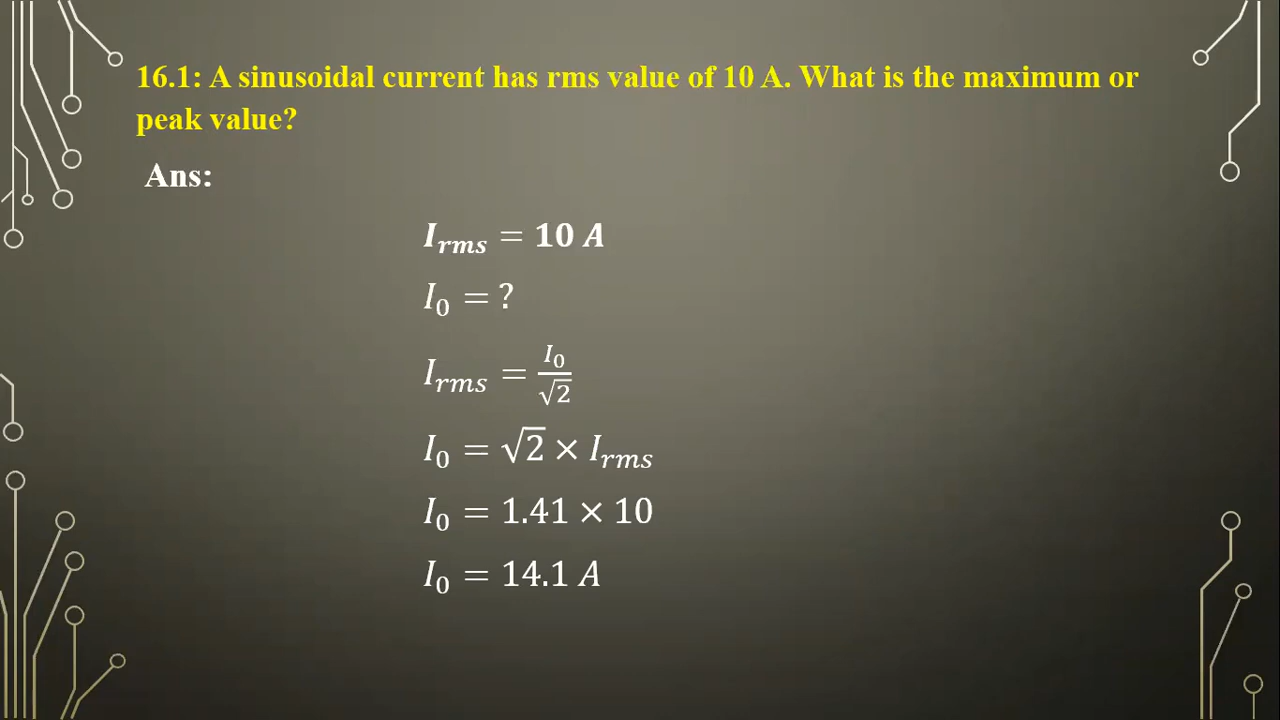 16.1: A sinusoidal current has rms value of 10 A. What is the maximum or
peak value?
Ans:
I_rms = 10 A
I_0 = ?
I_rms = I_0/√2
I_0 = √2 × I_rms
I_0 = 1.41 × 10
I_0 = 14.1 A